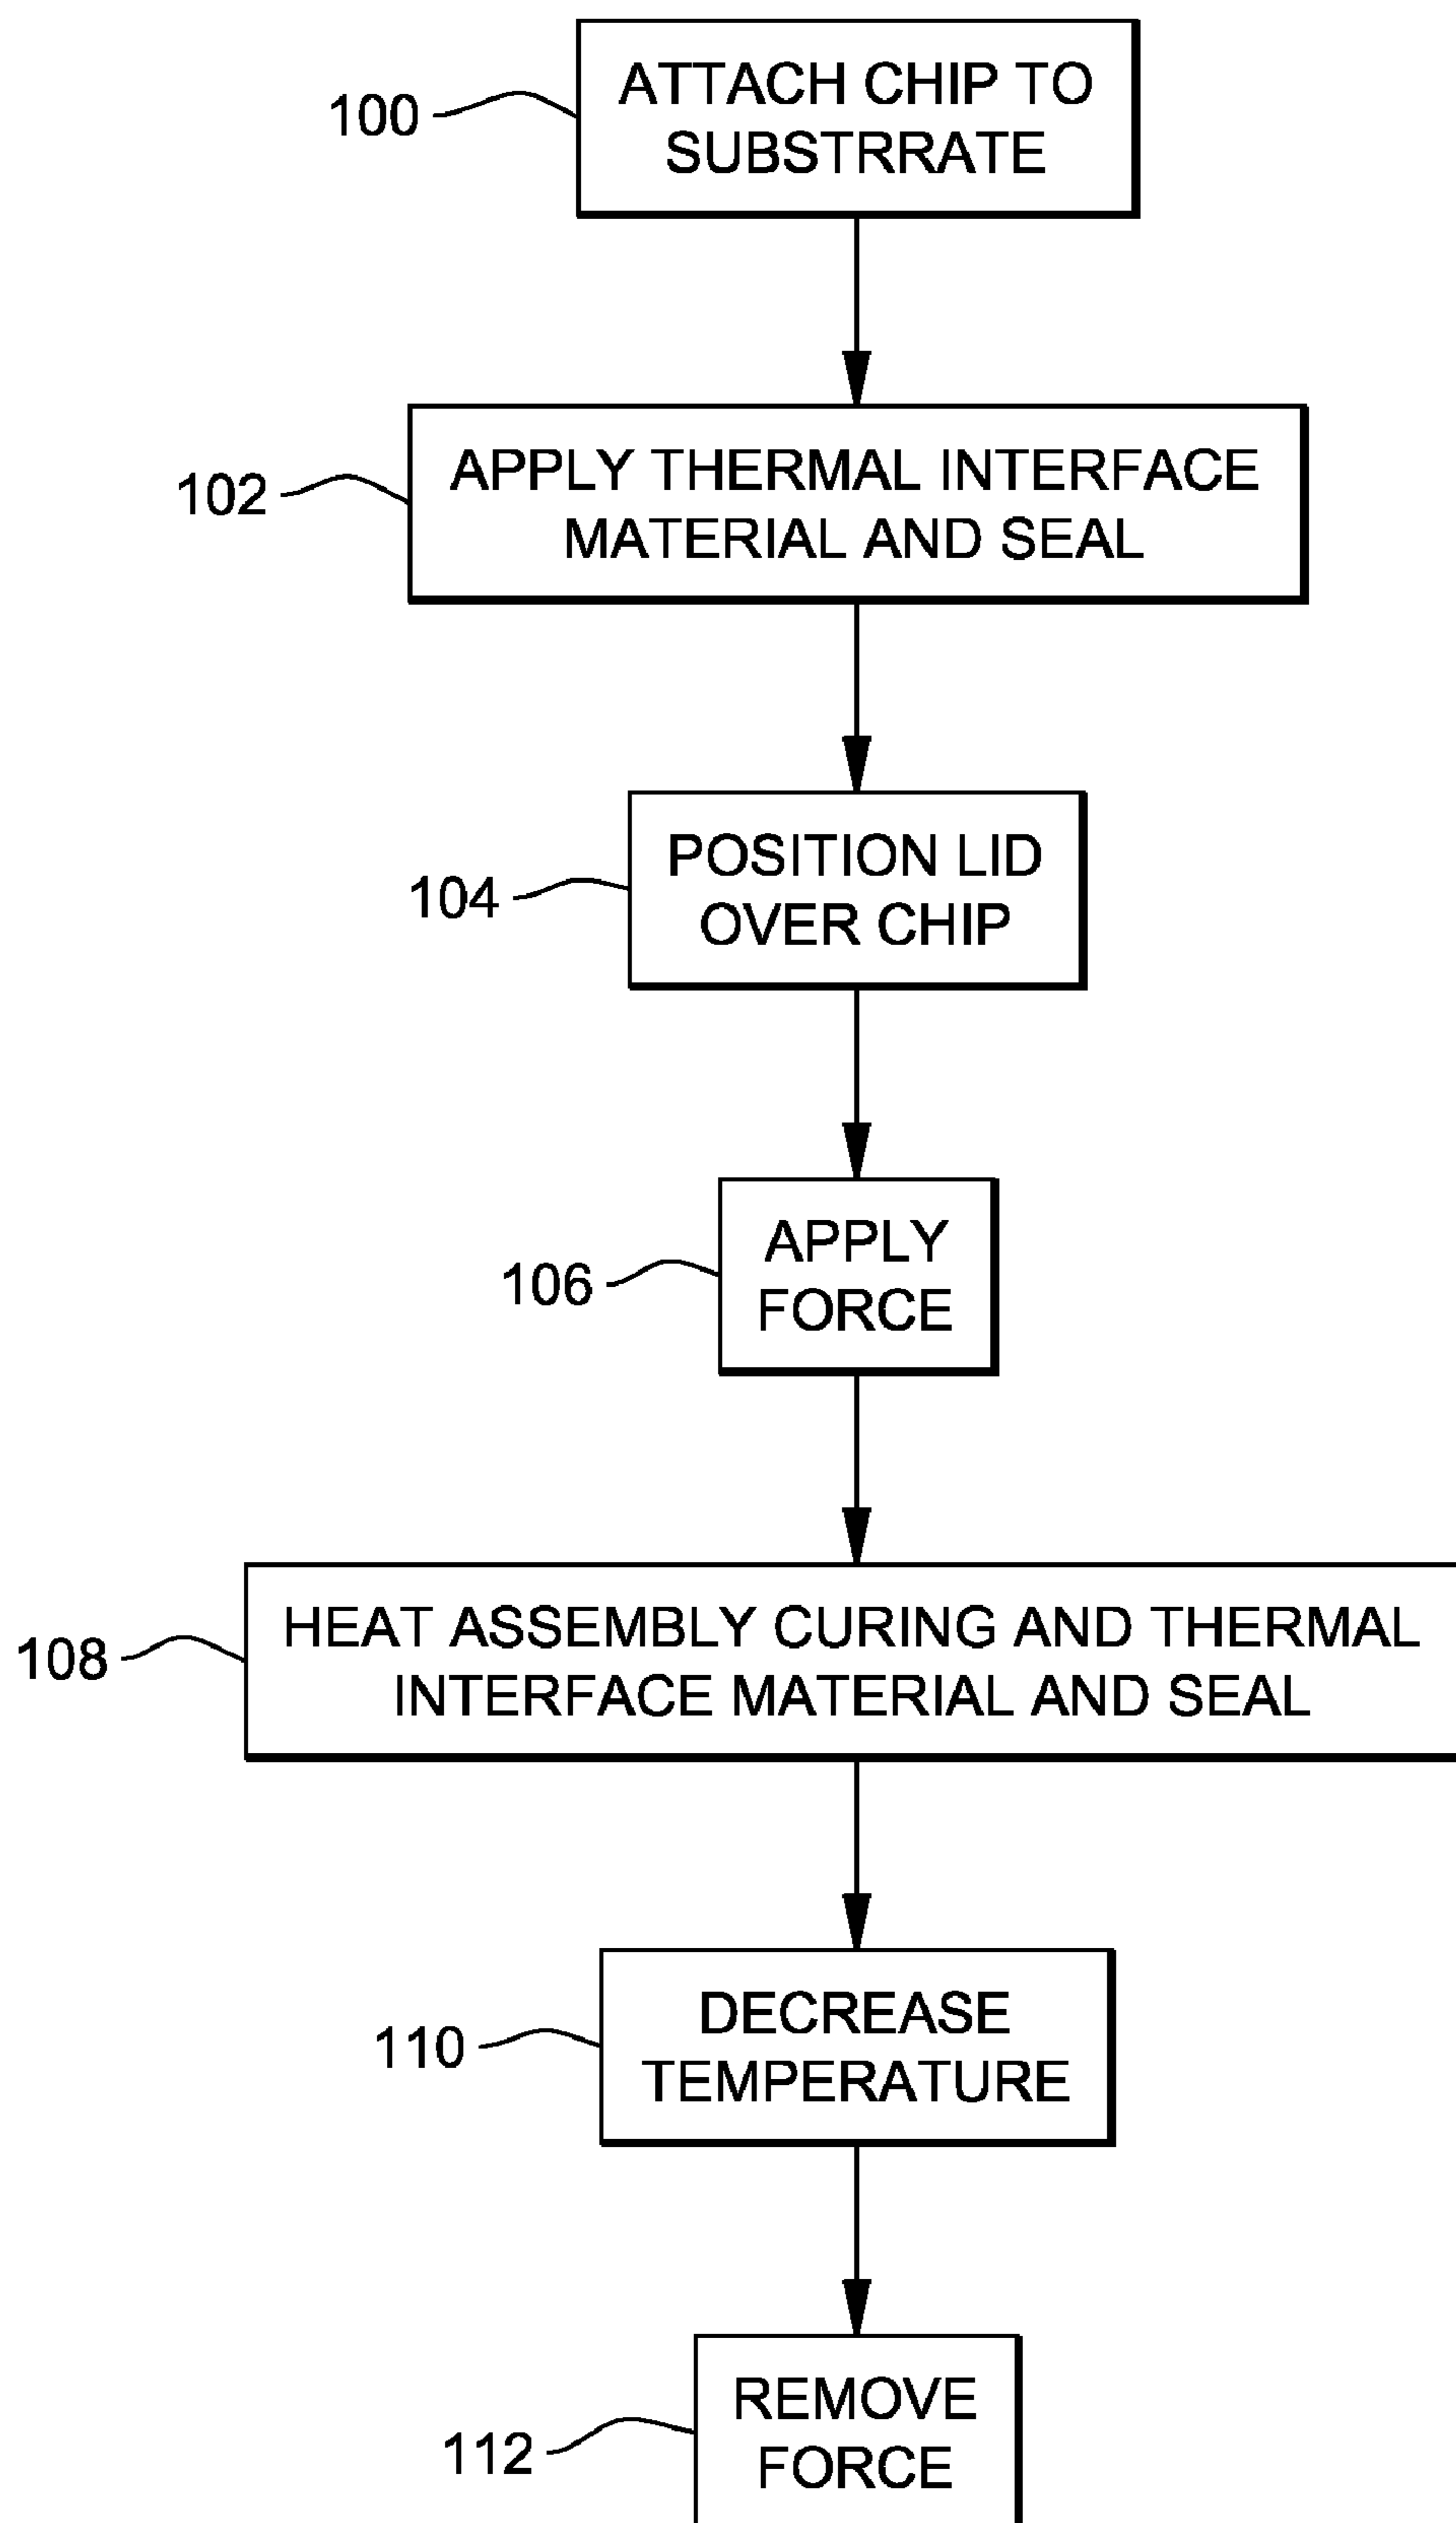 100
ATTACH CHIP TO
SUBSTRRATE
102
APPLY THERMAL INTERFACE
MATERIAL AND SEAL
104
POSITION LID
OVER CHIP
106
APPLY
FORCE
108
HEAT ASSEMBLY CURING AND THERMAL
INTERFACE MATERIAL AND SEAL
110
DECREASE
TEMPERATURE
112
REMOVE
FORCE